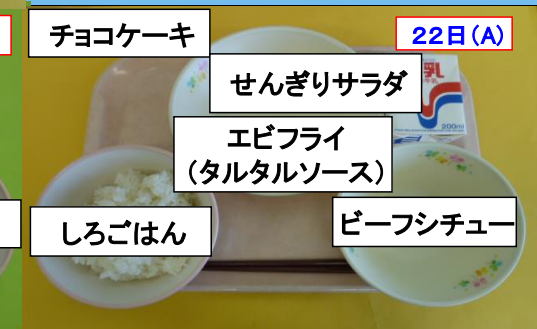 チョコケーキ
22日(A)
せんぎりサラダ
乳
200ml
エビフライ
(タルタルソース)
しろごはん
ビーフシチュー